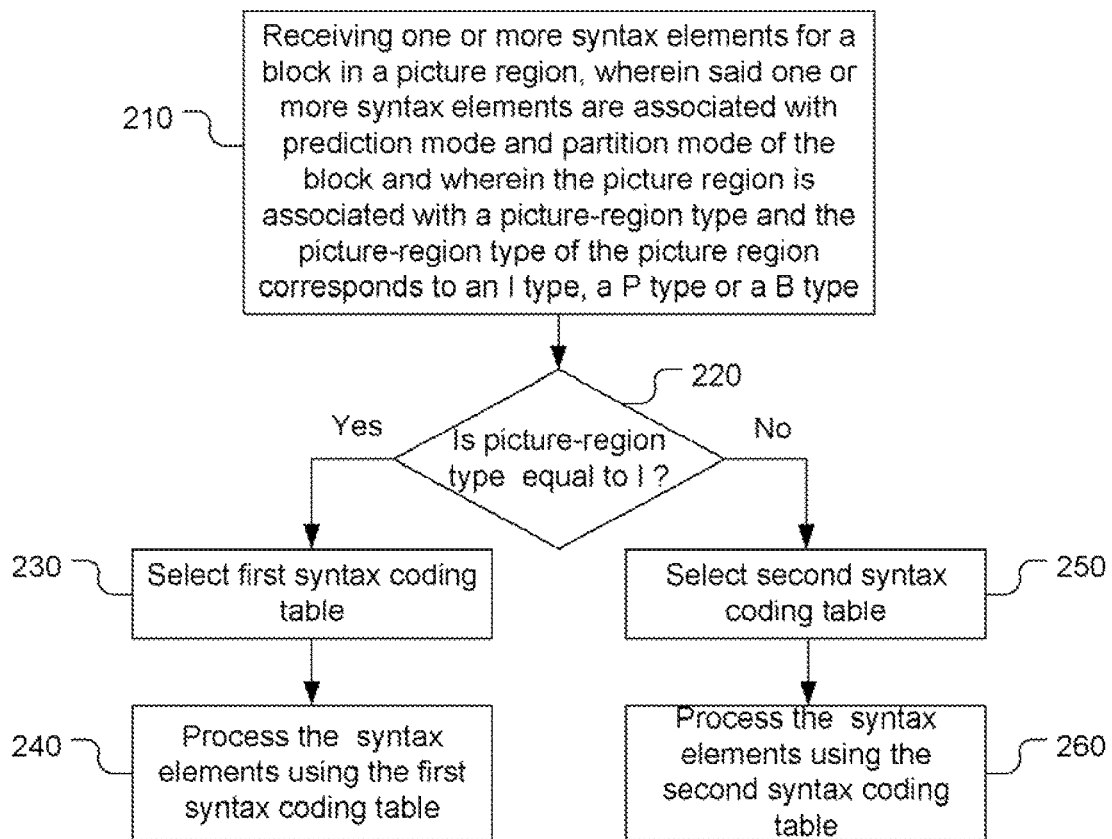 Receiving one or more syntax elements for a
block in a picture region, wherein said one or
more syntax elements are associated with
prediction mode and partition mode of the
block and wherein the picture region is
associated with a picture-region type and the
picture-region type of the picture region
corresponds to an I type, a P type or a B type
210
220
Yes
No
Is picture-region
type equal to I ?
230
Select first syntax coding
table
Select second syntax
coding table
250
240
Process the syntax
elements using the first
syntax coding table
Process the syntax
elements using the
second syntax coding
table
260